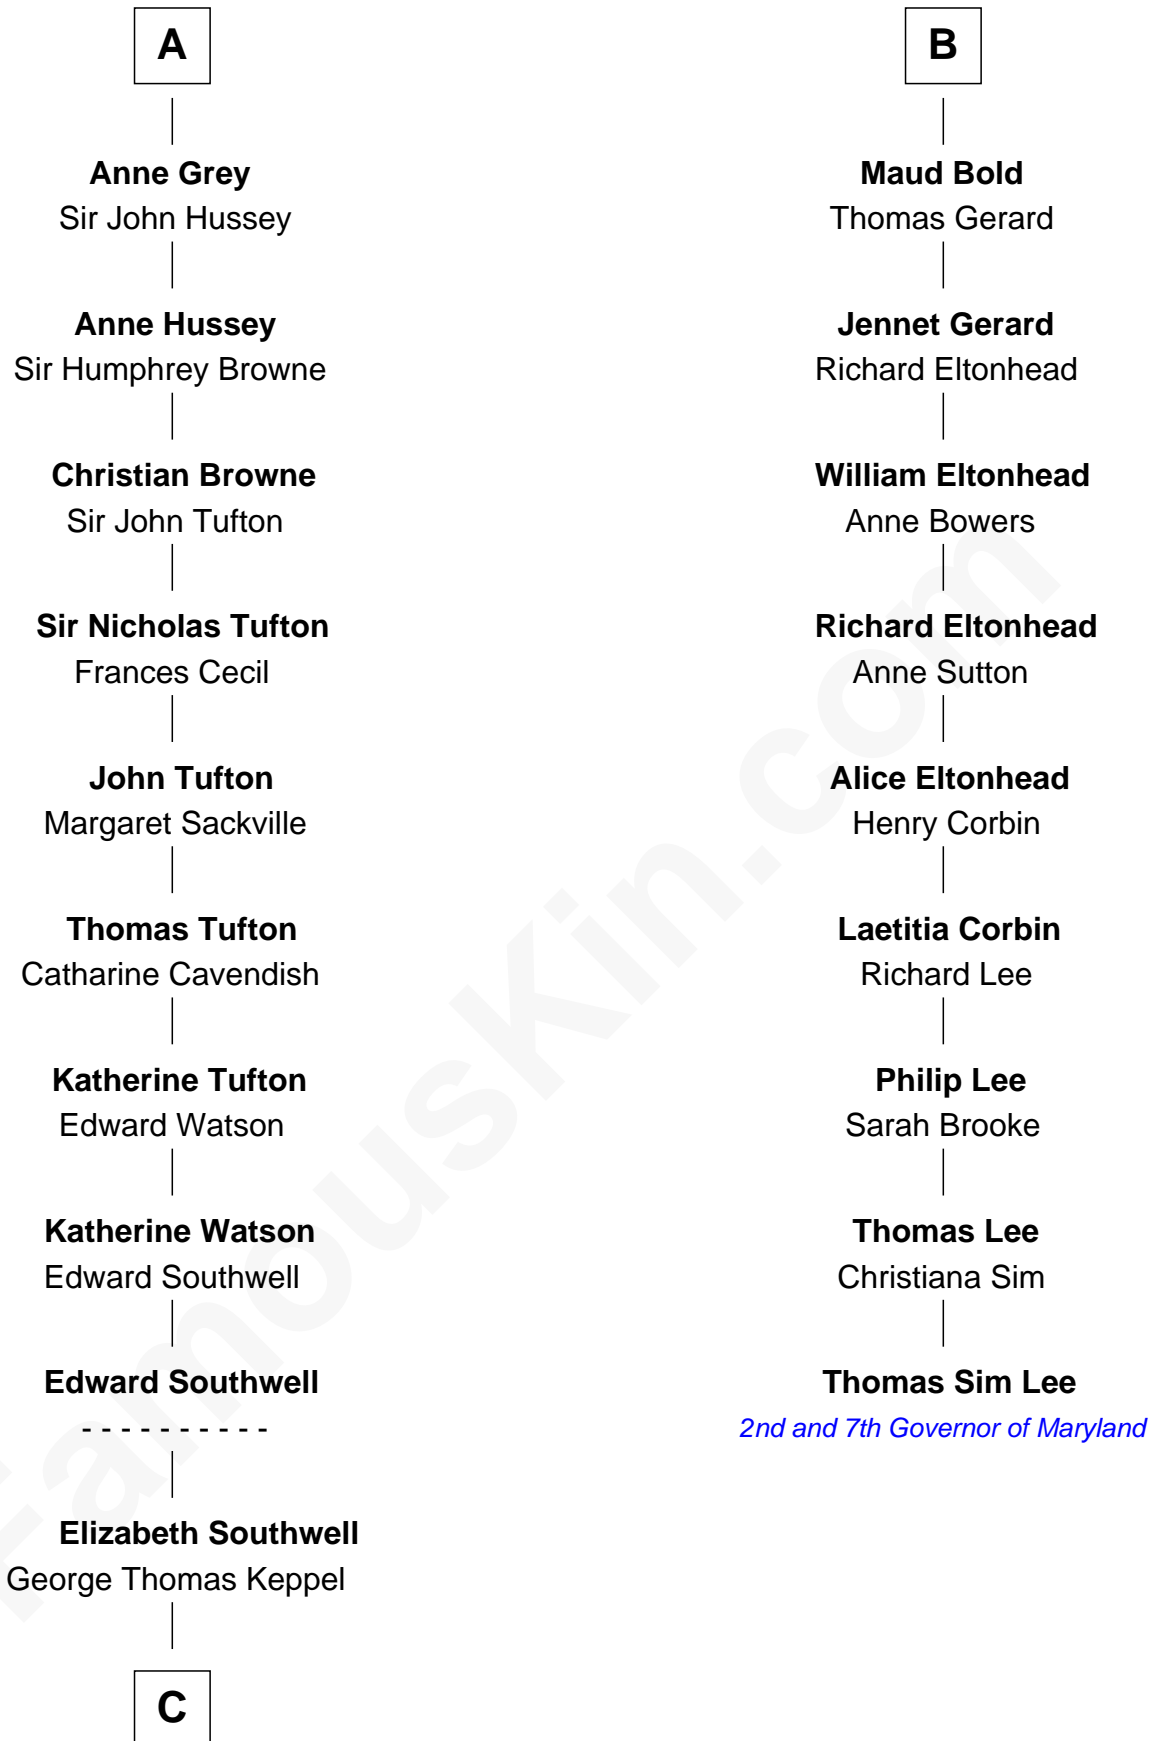 A
Anne Grey
Sir John Hussey
Anne Hussey
Sir Humphrey Browne
Christian Browne
Sir John Tufton
Sir Nicholas Tufton
Frances Cecil
John Tufton
Margaret Sackville
Thomas Tufton
Catharine Cavendish
Katherine Tufton
Edward Watson
Katherine Watson
Edward Southwell
Edward Southwell
- - - - - - - - - -
Elizabeth Southwell
George Thomas Keppel
C
B
Maud Bold
Thomas Gerard
Jennet Gerard
Richard Eltonhead
William Eltonhead
Anne Bowers
Richard Eltonhead
Anne Sutton
Alice Eltonhead
Henry Corbin
Laetitia Corbin
Richard Lee
Philip Lee
Sarah Brooke
Thomas Lee
Christiana Sim
Thomas Sim Lee
2nd and 7th Governor of Maryland
FamousKin.com